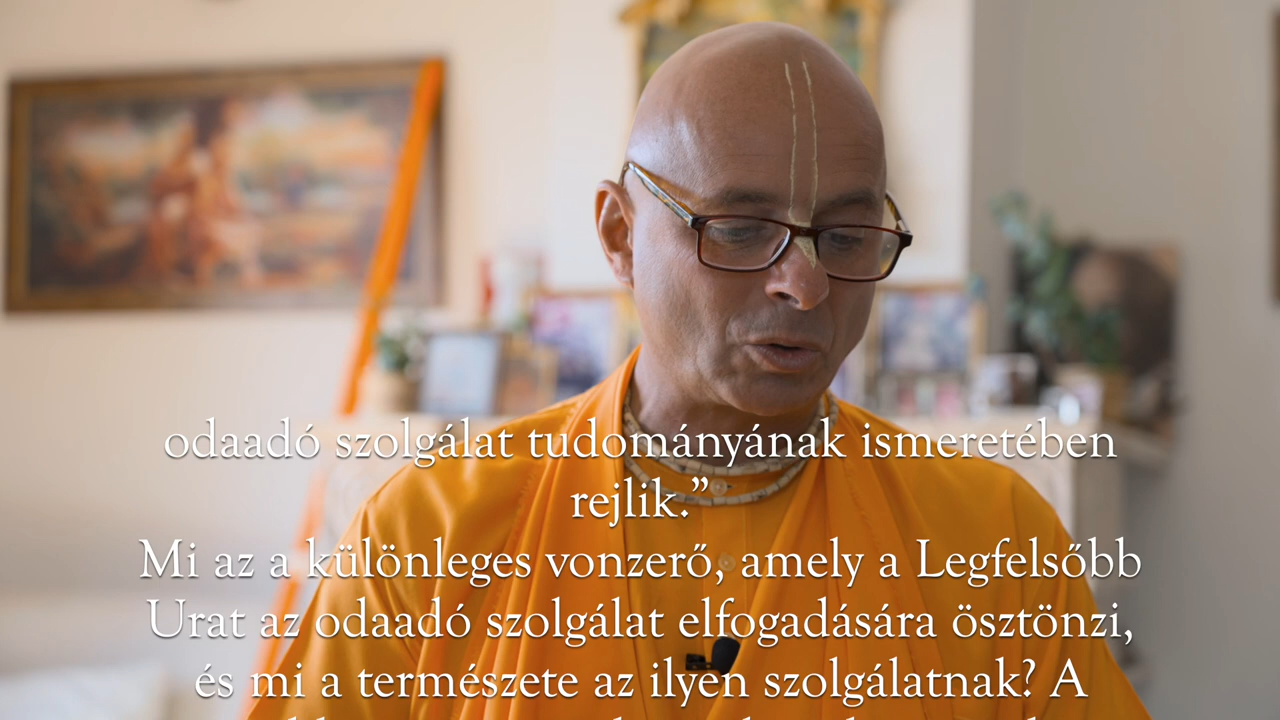 odaadó szolgálat tudományának ismeretében
rejlik.”
Mi az a különleges vonzerő, amely a Legfelsőbb
Urat az odaadó szolgálat elfogadására ösztönzi,
és mi a természete az ilyen szolgálatnak? A